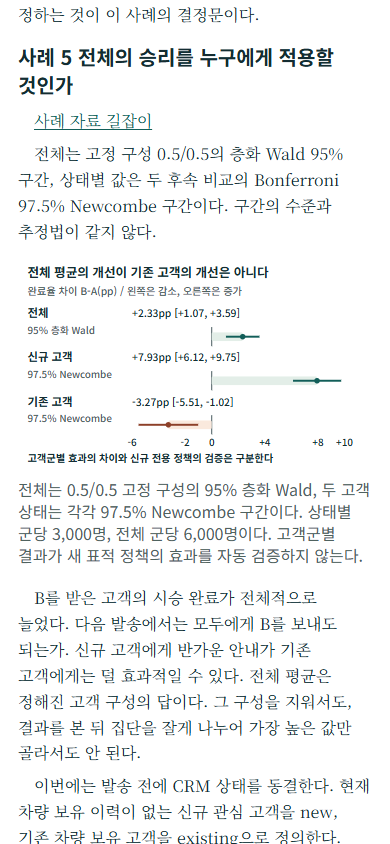 정하는 것이 이 사례의 결정문이다.
사례 5 전체의 승리를 누구에게 적용할
것인가
사례 자료 길잡이
전체는 고정 구성 0.5/0.5의 층화 Wald 95%
구간, 상태별 값은 두 후속 비교의 Bonferroni
97.5% Newcombe 구간이다. 구간의 수준과
추정법이 같지 않다.
전체 평균의 개선이 기존 고객의 개선은 아니다
완료율 차이 B-A(pp) / 왼쪽은 감소, 오른쪽은 증가
전체 +2.33pp [+1.07, +3.59]
95% 층화 Wald
신규 고객 +7.93pp [+6.12, +9.75]
97.5% Newcombe
기존 고객 -3.27pp [-5.51, -1.02]
97.5% Newcombe
-6 -2 0 +4 +8 +10
고객군별 효과의 차이와 신규 전용 정책의 검증은 구분한다
전체는 0.5/0.5 고정 구성의 95% 층화 Wald, 두 고객
상태는 각각 97.5% Newcombe 구간이다. 상태별
군당 3,000명, 전체 군당 6,000명이다. 고객군별
결과가 새 표적 정책의 효과를 자동 검증하지 않는다.
B를 받은 고객의 시승 완료가 전체적으로
늘었다. 다음 발송에서는 모두에게 B를 보내도
되는가. 신규 고객에게 반가운 안내가 기존
고객에게는 덜 효과적일 수 있다. 전체 평균은
정해진 고객 구성의 답이다. 그 구성을 지워서도,
결과를 본 뒤 집단을 잘게 나누어 가장 높은 값만
골라서도 안 된다.
이번에는 발송 전에 CRM 상태를 동결한다. 현재
차량 보유 이력이 없는 신규 관심 고객을 new,
기존 차량 보유 고객을 existing으로 정의한다.